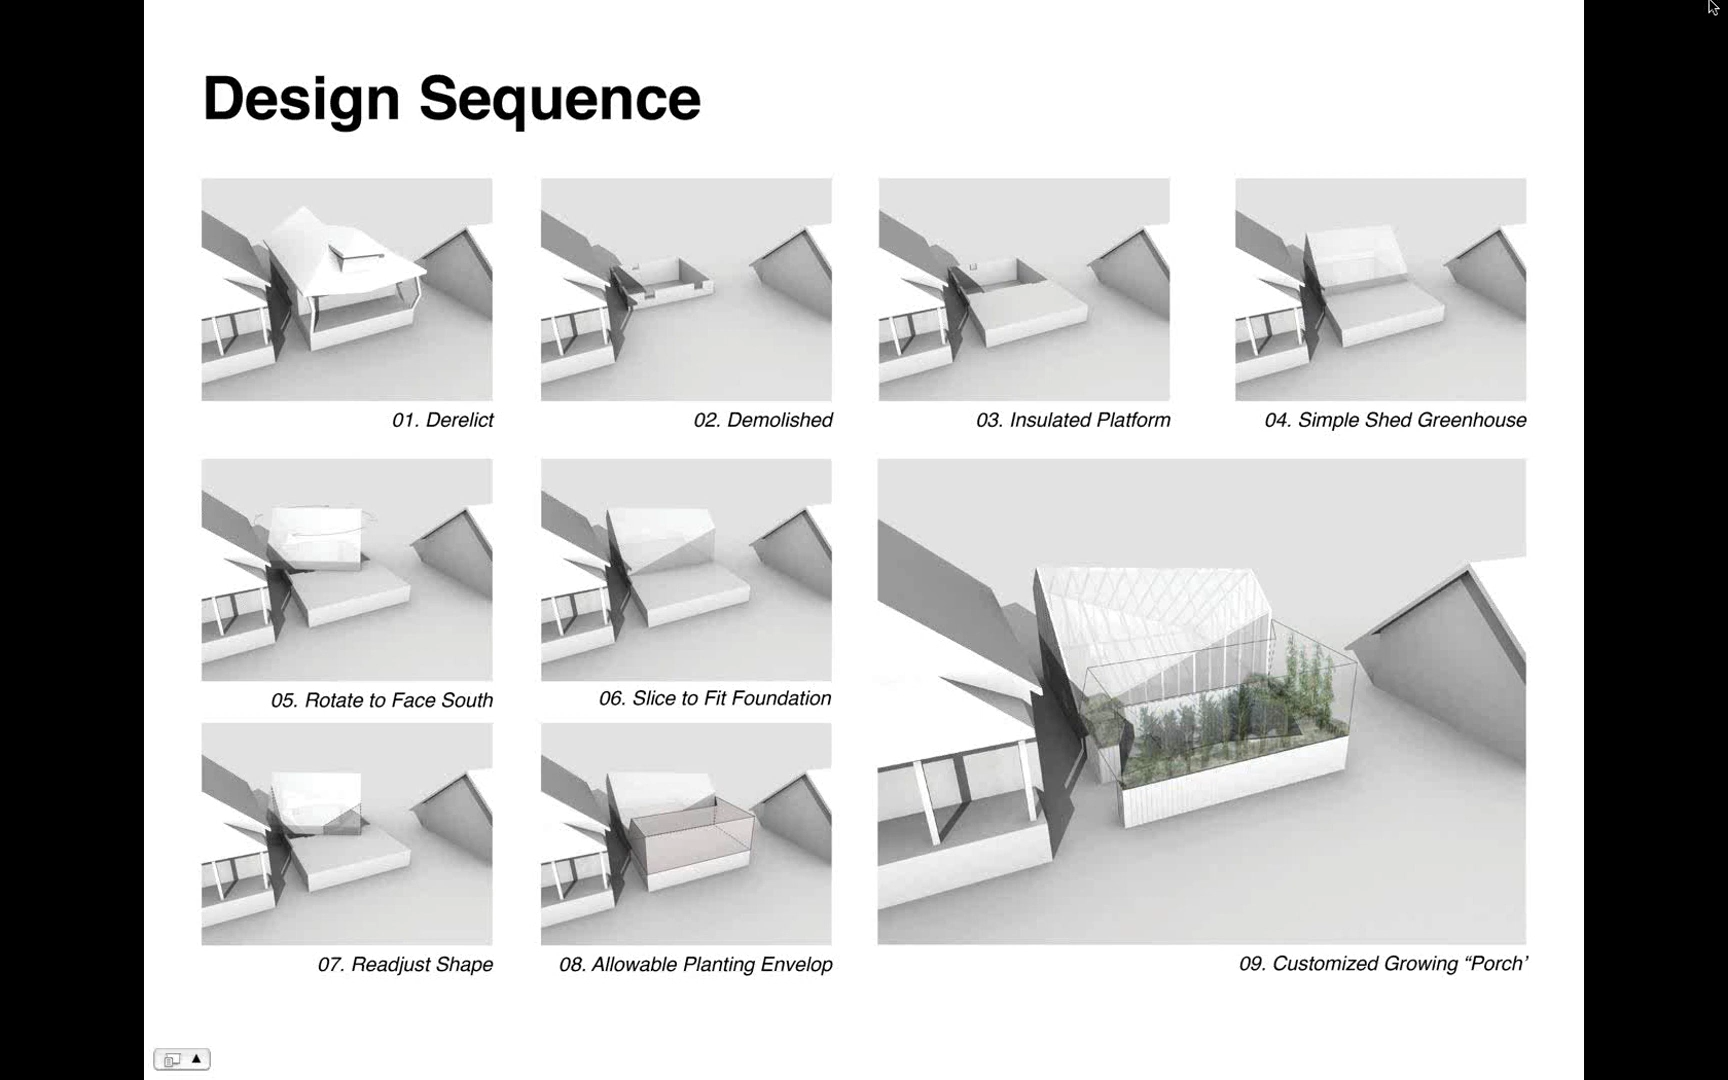 Design Sequence
01. Derelict
02. Demolished
03. Insulated Platform
04. Simple Shed Greenhouse
05. Rotate to Face South
06. Slice to Fit Foundation
07. Readjust Shape
08. Allowable Planting Envelop
09. Customized Growing “Porch’